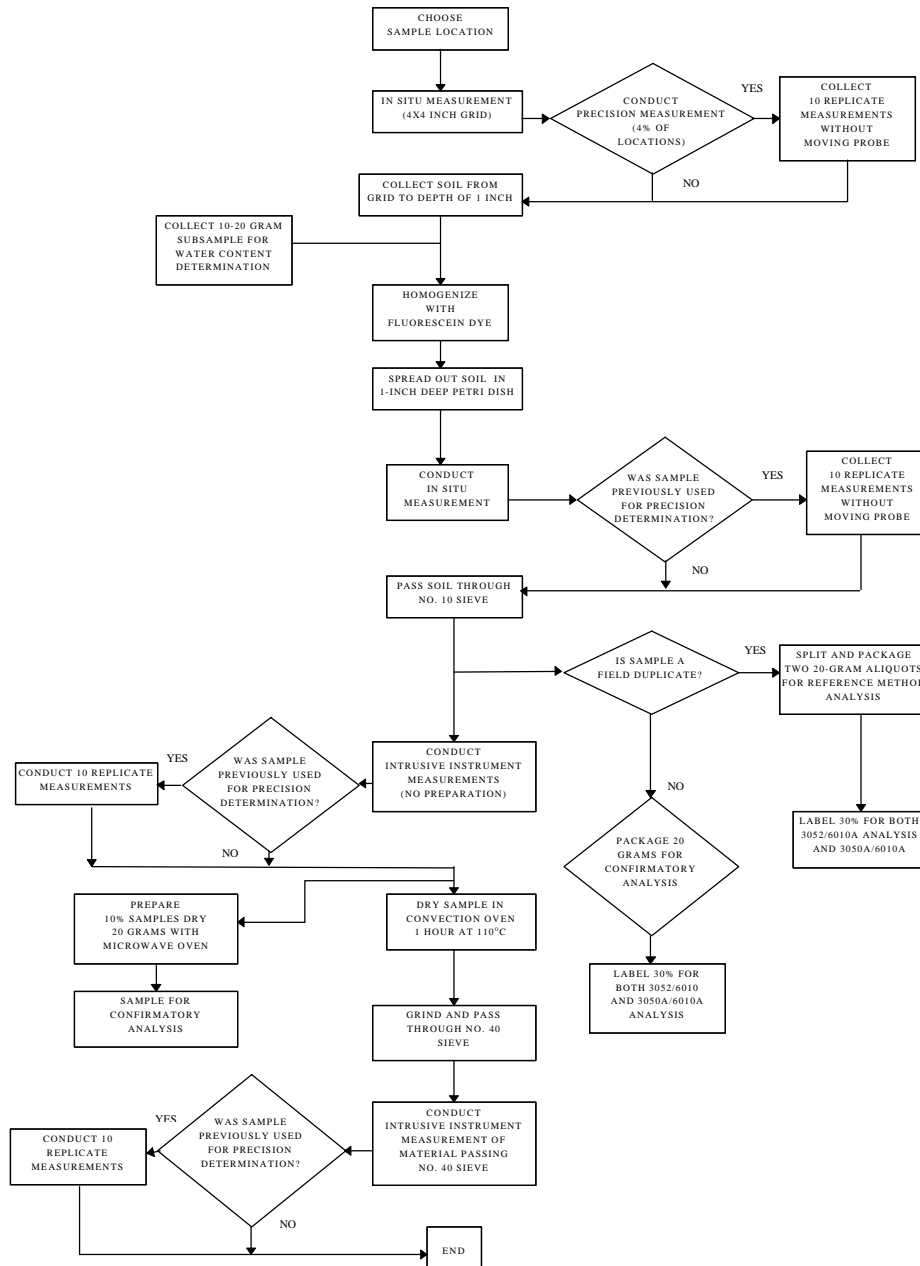 CHOOSE
SAMPLE LOCATION
IN SITU MEASUREMENT
(4X4 INCH GRID)
CONDUCT
PRECISION MEASUREMENT
(4% OF
LOCATIONS)
YES
COLLECT
10 REPLICATE
MEASUREMENTS
WITHOUT
MOVING PROBE
NO
COLLECT SOIL FROM
GRID TO DEPTH OF 1 INCH
COLLECT 10-20 GRAM
SUBSAMPLE FOR
WATER CONTENT
DETERMINATION
HOMOGENIZE
WITH
FLUORESCEIN DYE
SPREAD OUT SOIL IN
1-INCH DEEP PETRI DISH
CONDUCT
IN SITU
MEASUREMENT
WAS SAMPLE
PREVIOUSLY USED
FOR PRECISION
DETERMINATION?
YES
COLLECT
10 REPLICATE
MEASUREMENTS
WITHOUT
MOVING PROBE
NO
PASS SOIL THROUGH
NO. 10 SIEVE
IS SAMPLE A
FIELD DUPLICATE?
YES
SPLIT AND PACKAGE
TWO 20-GRAM ALIQUOTS
FOR REFERENCE METHOD
ANALYSIS
CONDUCT
INTRUSIVE INSTRUMENT
MEASUREMENTS
(NO PREPARATION)
WAS SAMPLE
PREVIOUSLY USED
FOR PRECISION
DETERMINATION?
YES
CONDUCT 10 REPLICATE
MEASUREMENTS
NO
NO
PACKAGE 20
GRAMS FOR
CONFIRMATORY
ANALYSIS
LABEL 30% FOR BOTH
3052/6010A ANALYSIS
AND 3050A/6010A
PREPARE
10% SAMPLES DRY
20 GRAMS WITH
MICROWAVE OVEN
DRY SAMPLE IN
CONVECTION OVEN
1 HOUR AT 110°C
SAMPLE FOR
CONFIRMATORY
ANALYSIS
LABEL 30% FOR
BOTH 3052/6010
AND 3050A/6010A
ANALYSIS
GRIND AND PASS
THROUGH NO. 40
SIEVE
CONDUCT
INTRUSIVE INSTRUMENT
MEASUREMENT OF
MATERIAL PASSING
NO. 40 SIEVE
WAS SAMPLE
PREVIOUSLY USED
FOR PRECISION
DETERMINATION?
YES
CONDUCT 10
REPLICATE
MEASUREMENTS
NO
END